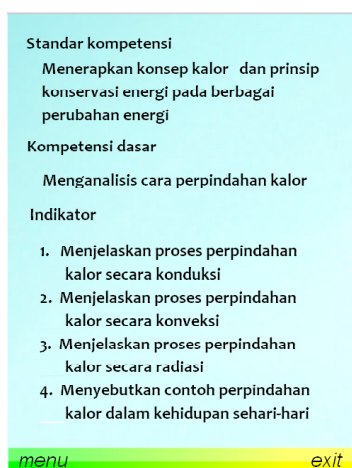 Standar kompetensi
Menerapkan konsep kalor dan prinsip
konservasi energi pada berbagai
perubahan energi
Kompetensi dasar
Menganalisis cara perpindahan kalor
Indikator
1. Menjelaskan proses perpindahan
kalor secara konduksi
2. Menjelaskan proses perpindahan
kalor secara konveksi
3. Menjelaskan proses perpindahan
kalor secara radiasi
4. Menyebutkan contoh perpindahan
kalor dalam kehidupan sehari-hari
menu exit